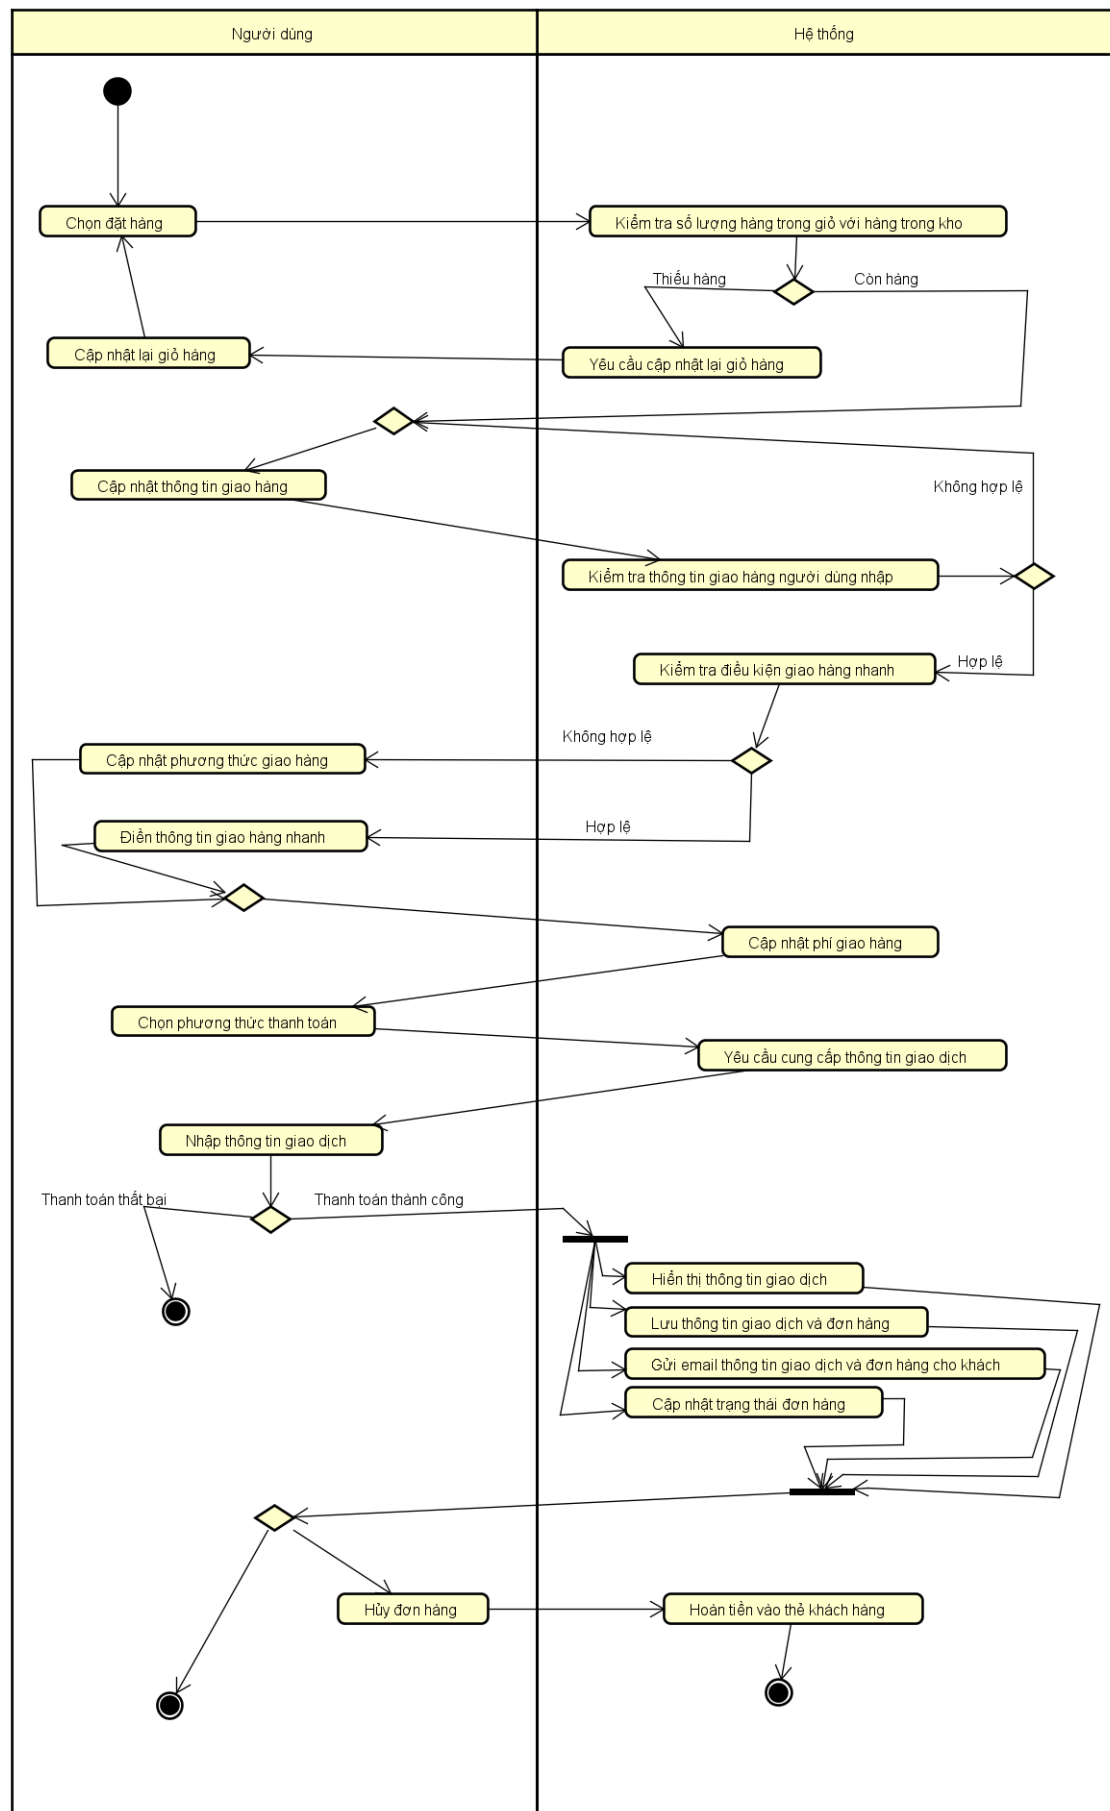 Người dùng
Hệ thống
Chọn đặt hàng
Kiểm tra số lượng hàng trong giỏ với hàng trong kho
Thiếu hàng
Còn hàng
Cập nhật lại giỏ hàng
Yêu cầu cập nhật lại giỏ hàng
Cập nhật thông tin giao hàng
Không hợp lệ
Kiểm tra thông tin giao hàng người dùng nhập
Kiểm tra điều kiện giao hàng nhanh
Hợp lệ
Không hợp lệ
Cập nhật phương thức giao hàng
Hợp lệ
Điền thông tin giao hàng nhanh
Cập nhật phí giao hàng
Chọn phương thức thanh toán
Yêu cầu cung cấp thông tin giao dịch
Nhập thông tin giao dịch
Thanh toán thất bại
Thanh toán thành công
Hiển thị thông tin giao dịch
Lưu thông tin giao dịch và đơn hàng
Gửi email thông tin giao dịch và đơn hàng cho khách
Cập nhật trạng thái đơn hàng
Hủy đơn hàng
Hoàn tiền vào thẻ khách hàng